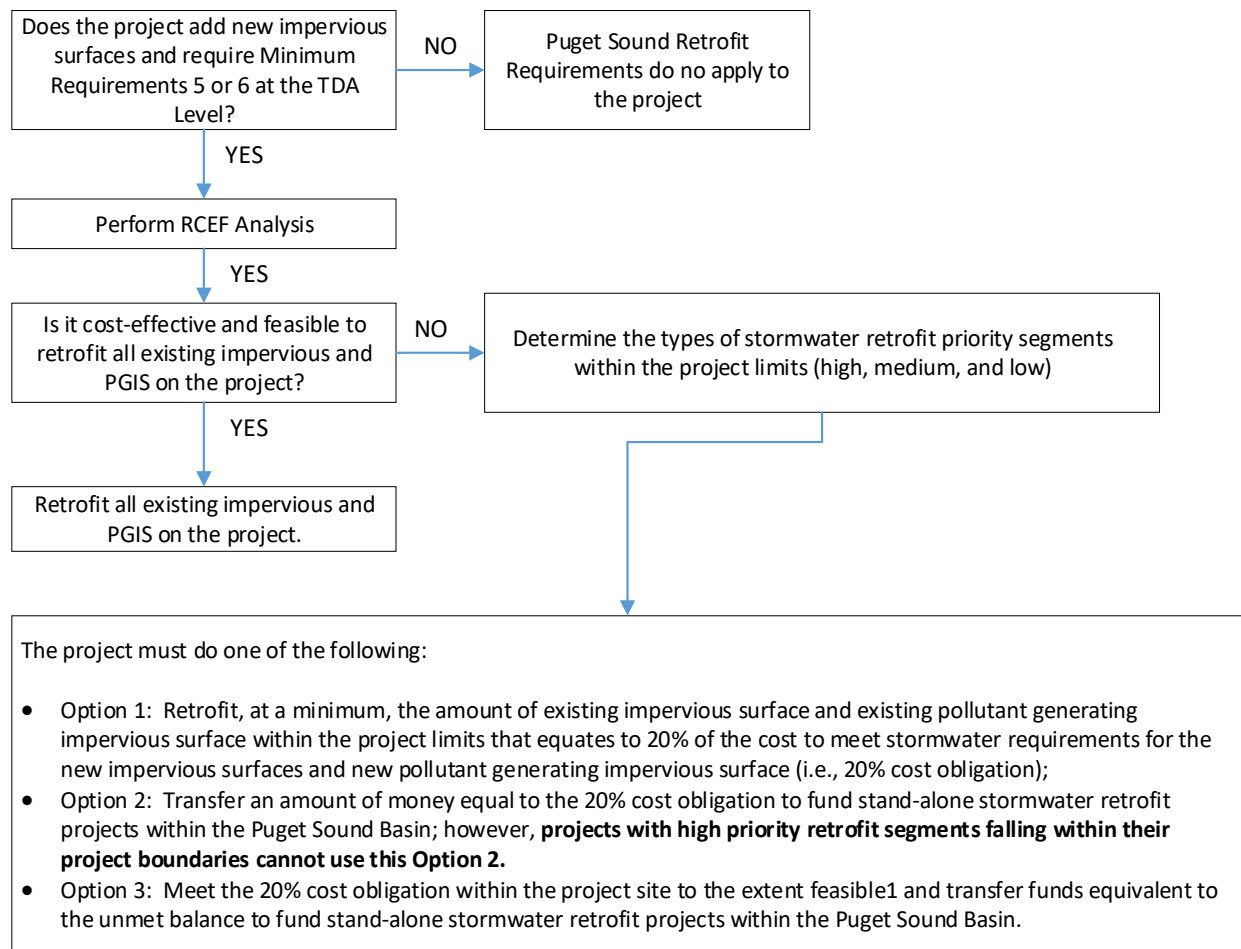 Does the project add new impervious
surfaces and require Minimum
Requirements 5 or 6 at the TDA
Level?
NO
Puget Sound Retrofit
Requirements do no apply to
the project
YES
Perform RCEF Analysis
YES
Is it cost-effective and feasible to
retrofit all existing impervious and
PGIS on the project?
NO
Determine the types of stormwater retrofit priority segments
within the project limits (high, medium, and low)
YES
Retrofit all existing impervious and
PGIS on the project.
The project must do one of the following:
• Option 1: Retrofit, at a minimum, the amount of existing impervious surface and existing pollutant generating
impervious surface within the project limits that equates to 20% of the cost to meet stormwater requirements for the
new impervious surfaces and new pollutant generating impervious surface (i.e., 20% cost obligation);
• Option 2: Transfer an amount of money equal to the 20% cost obligation to fund stand-alone stormwater retrofit
projects within the Puget Sound Basin; however, projects with high priority retrofit segments falling within their
project boundaries cannot use this Option 2.
• Option 3: Meet the 20% cost obligation within the project site to the extent feasible1 and transfer funds equivalent to
the unmet balance to fund stand-alone stormwater retrofit projects within the Puget Sound Basin.